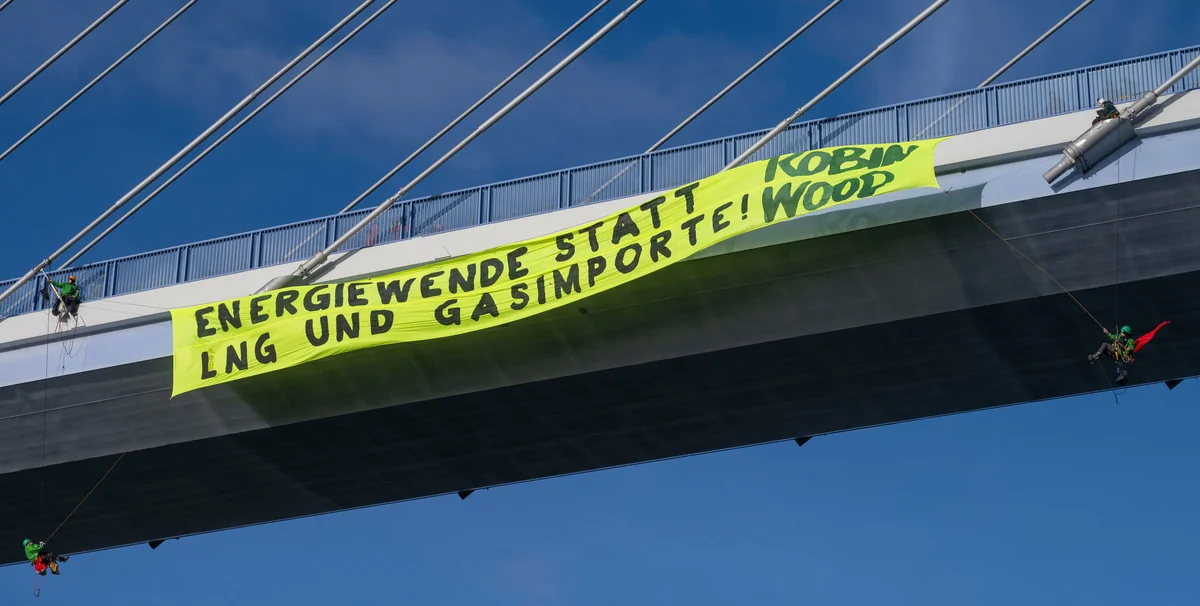 ENERGIEWENDE STATT
LNG UND GASIMPORTE!
ROBIN
WOOD